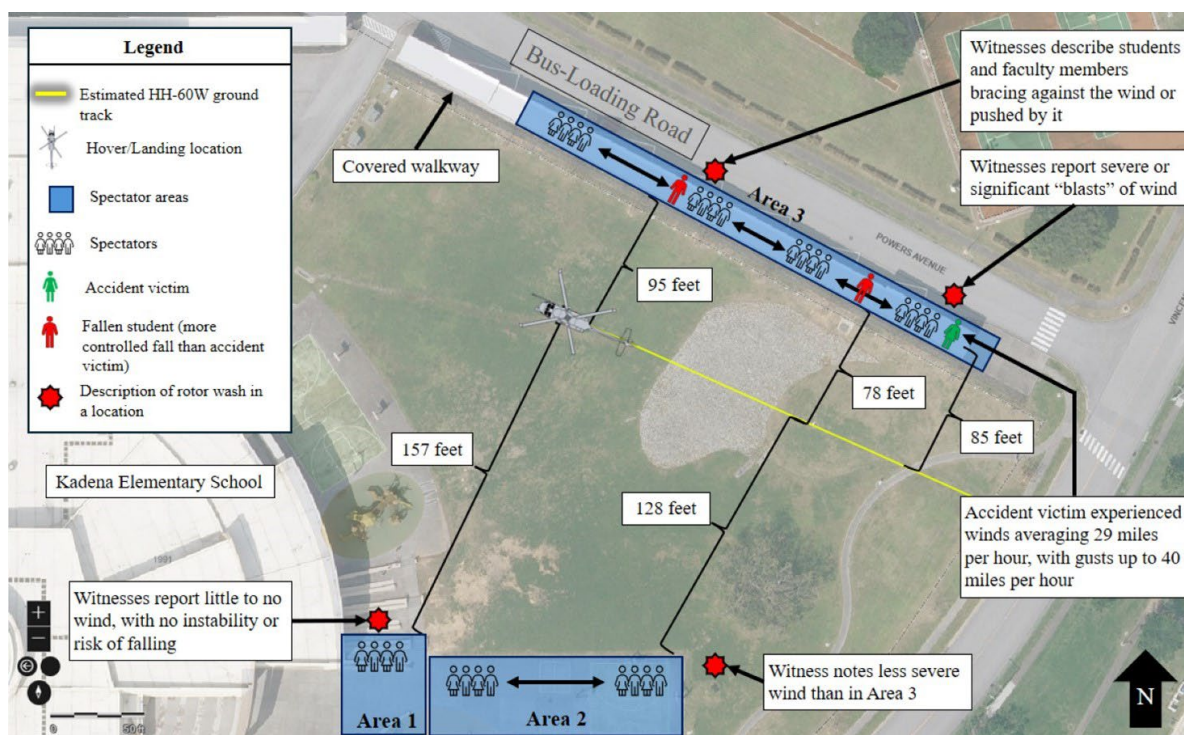 Legend
Estimated HH-60W ground
track
Hover/Landing location
Spectator areas
Spectators
Accident victim
Fallen student (more
controlled fall than accident
victim)
Description of rotor wash in
a location
Covered walkway
Bus-Loading Road
Area 3
Witnesses describe students
and faculty members
bracing against the wind or
pushed by it
Witnesses report severe or
significant “blasts” of wind
POWERS AVENUE
95 feet
78 feet
85 feet
157 feet
128 feet
Kadena Elementary School
1991
Accident victim experienced
winds averaging 29 miles
per hour, with gusts up to 40
miles per hour
Witnesses report little to no
wind, with no instability or
risk of falling
Witness notes less severe
wind than in Area 3
Area 1
Area 2
+
−
0
50 ft
N